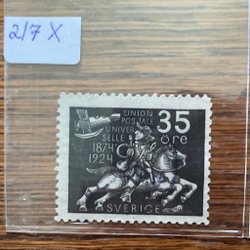 217 X
UNION
POSTALE
UNIVER
SELLE
1874
1924
35
öre
SVERIGE